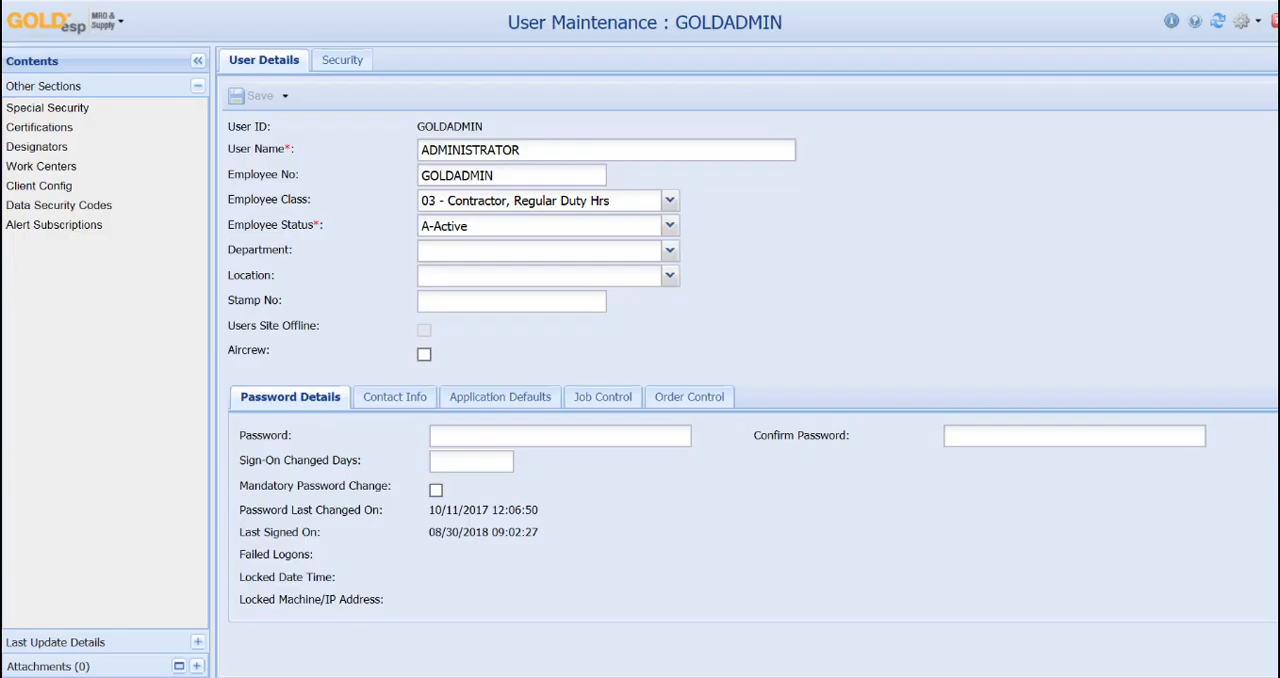 GOLDesp MRO & Supply
User Maintenance : GOLDADMIN
Contents
Other Sections
Special Security
Certifications
Designators
Work Centers
Client Config
Data Security Codes
Alert Subscriptions
Last Update Details
Attachments (0)
User Details Security
Save
User ID: GOLDADMIN
User Name*: ADMINISTRATOR
Employee No: GOLDADMIN
Employee Class: 03 - Contractor, Regular Duty Hrs
Employee Status*: A-Active
Department:
Location:
Stamp No:
Users Site Offline:
Aircrew:
Password Details Contact Info Application Defaults Job Control Order Control
Password: Confirm Password:
Sign-On Changed Days:
Mandatory Password Change:
Password Last Changed On: 10/11/2017 12:06:50
Last Signed On: 08/30/2018 09:02:27
Failed Logons:
Locked Date Time:
Locked Machine/IP Address: